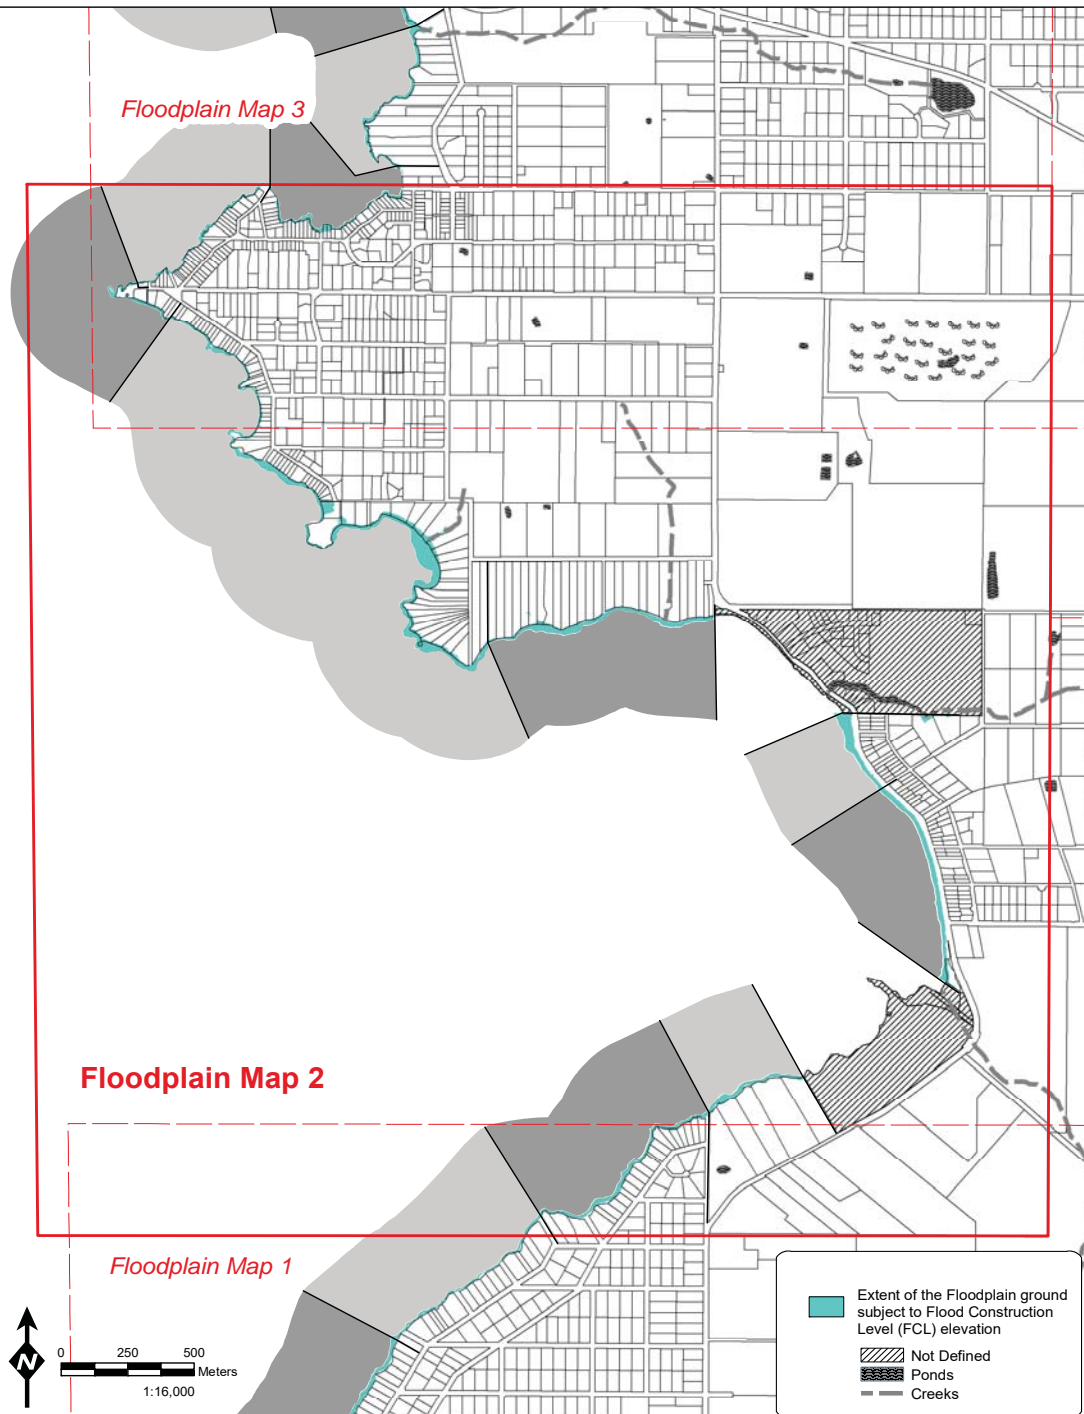 Floodplain Map 3
Floodplain Map 2
Floodplain Map 1
N
0 250 500
Meters
1:16,000
Extent of the Floodplain ground
subject to Flood Construction
Level (FCL) elevation
Not Defined
Ponds
Creeks